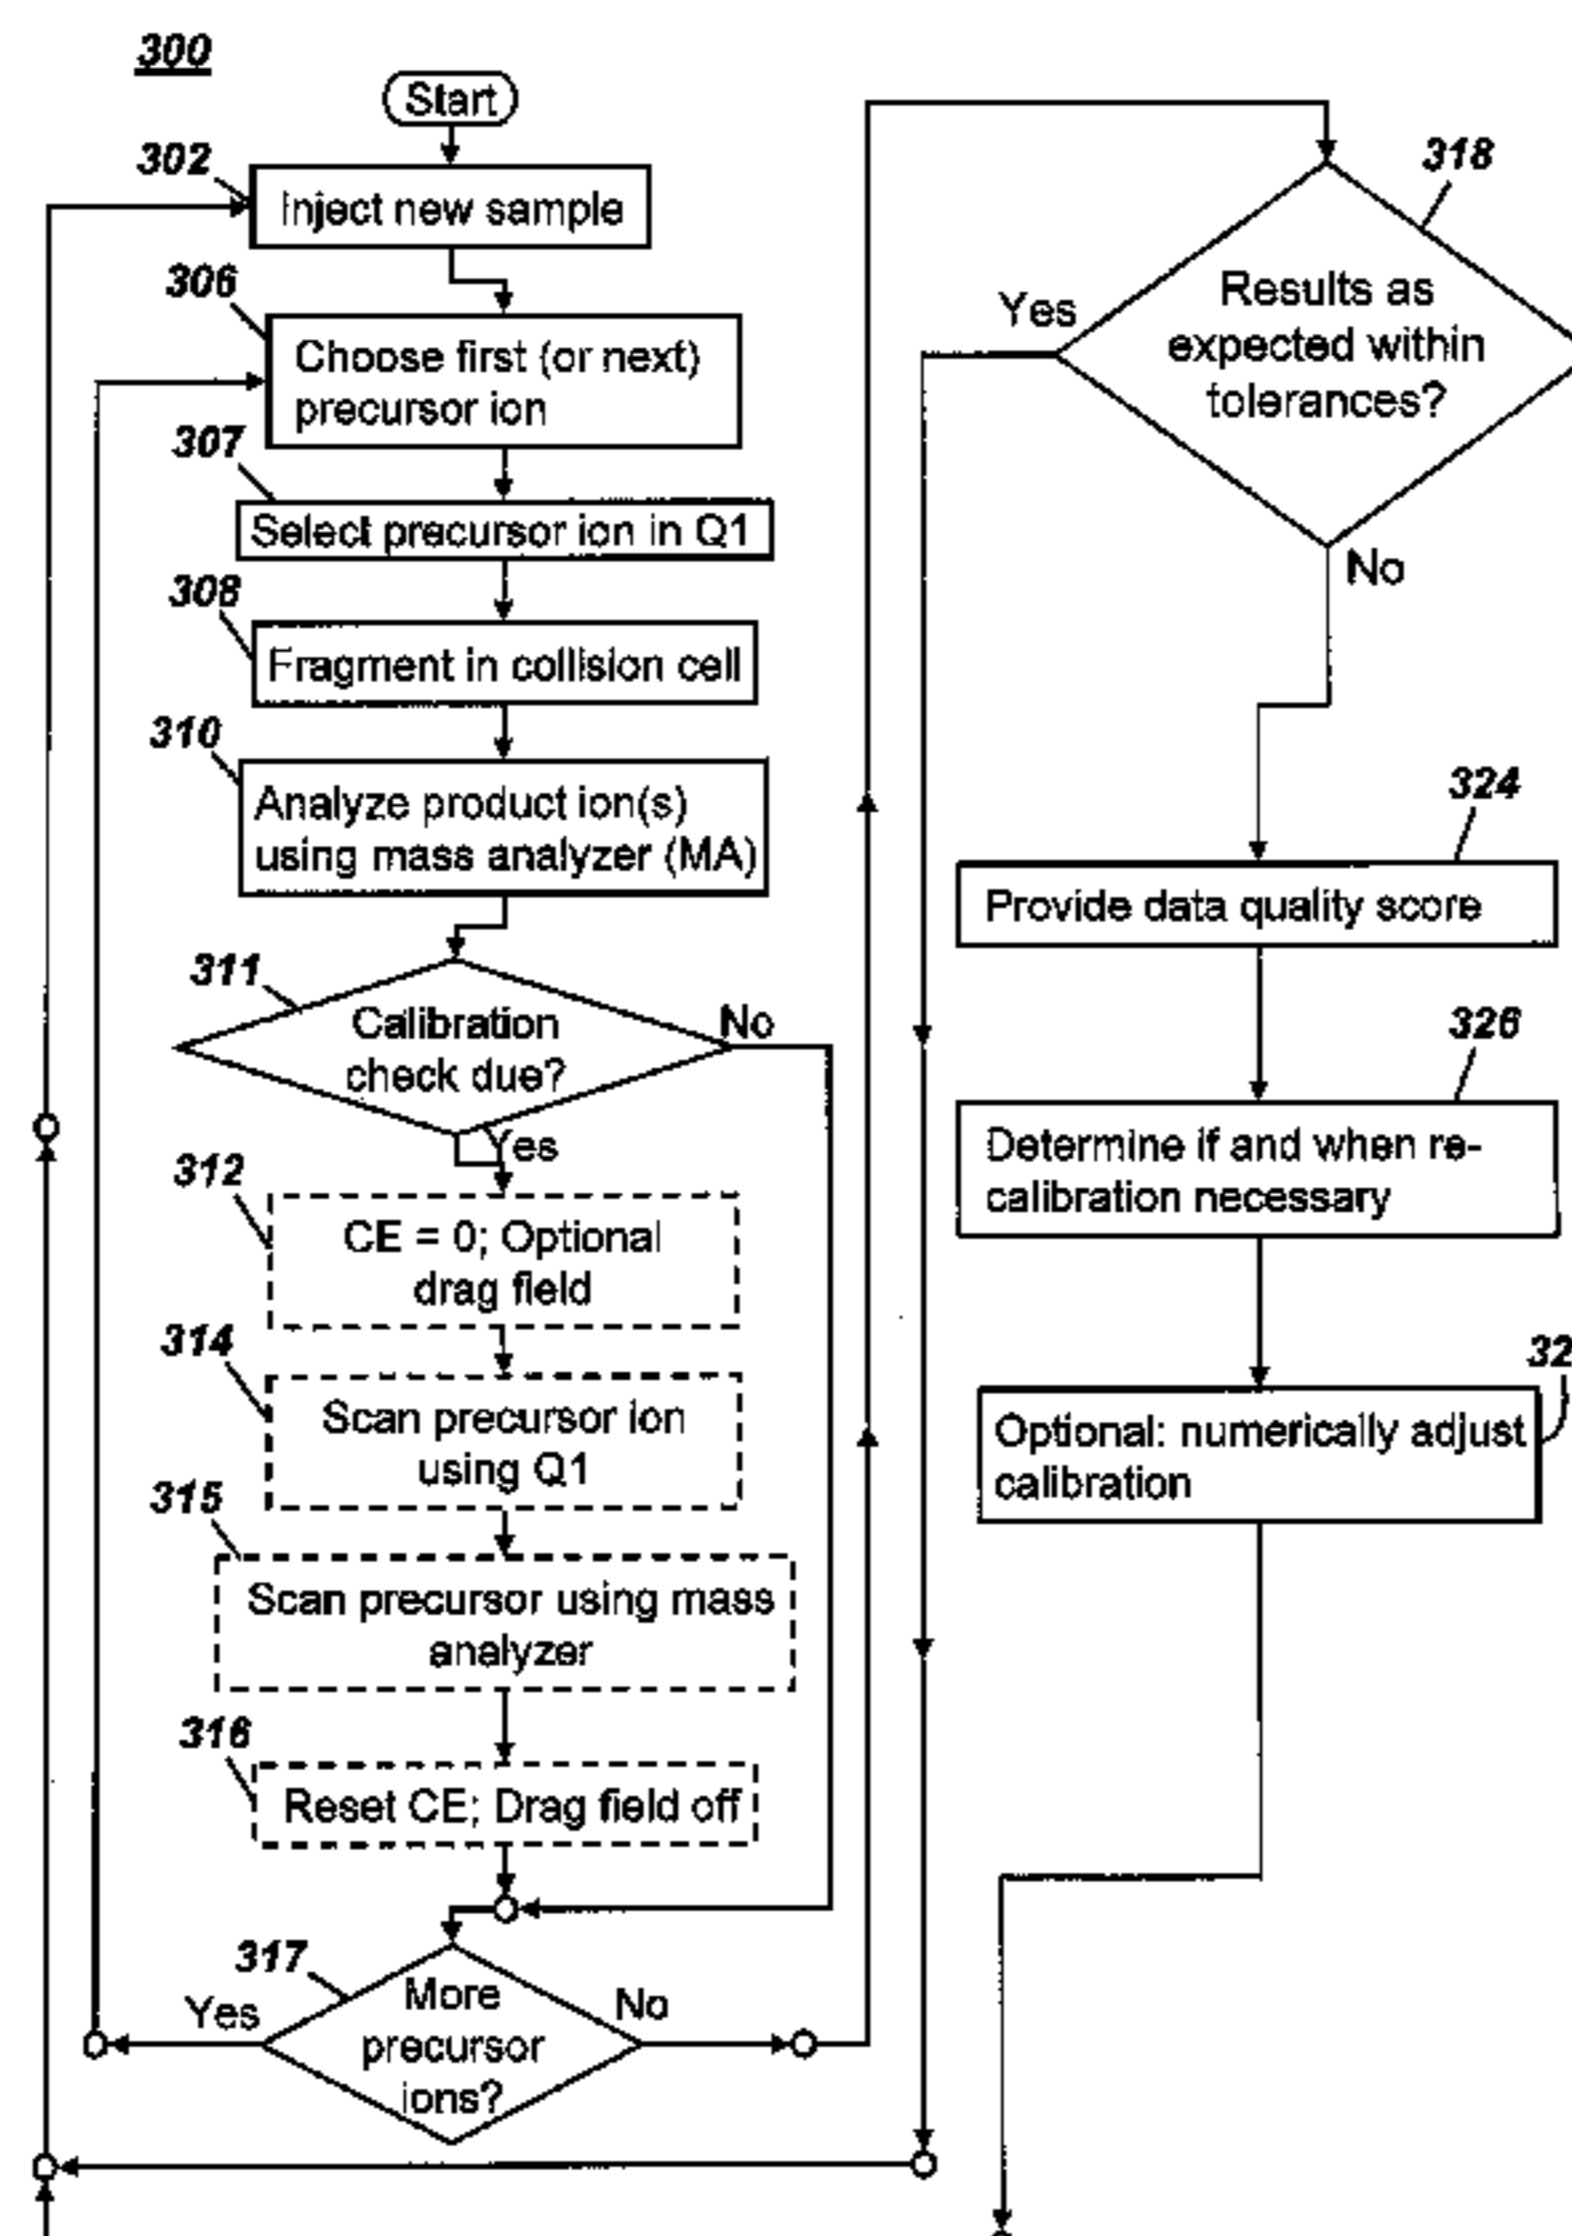 300
Start
302
Inject new sample
306
Choose first (or next)
precursor ion
307
Select precursor ion in Q1
308
Fragment in collision cell
310
Analyze product ion(s)
using mass analyzer (MA)
311
Calibration
check due?
No
Yes
312
CE = 0; Optional
drag field
314
Scan precursor ion
using Q1
315
Scan precursor using mass
analyzer
316
Reset CE; Drag field off
317
More
precursor
ions?
Yes
No
318
Results as
expected within
tolerances?
Yes
No
324
Provide data quality score
326
Determine if and when re-
calibration necessary
32
Optional: numerically adjust
calibration